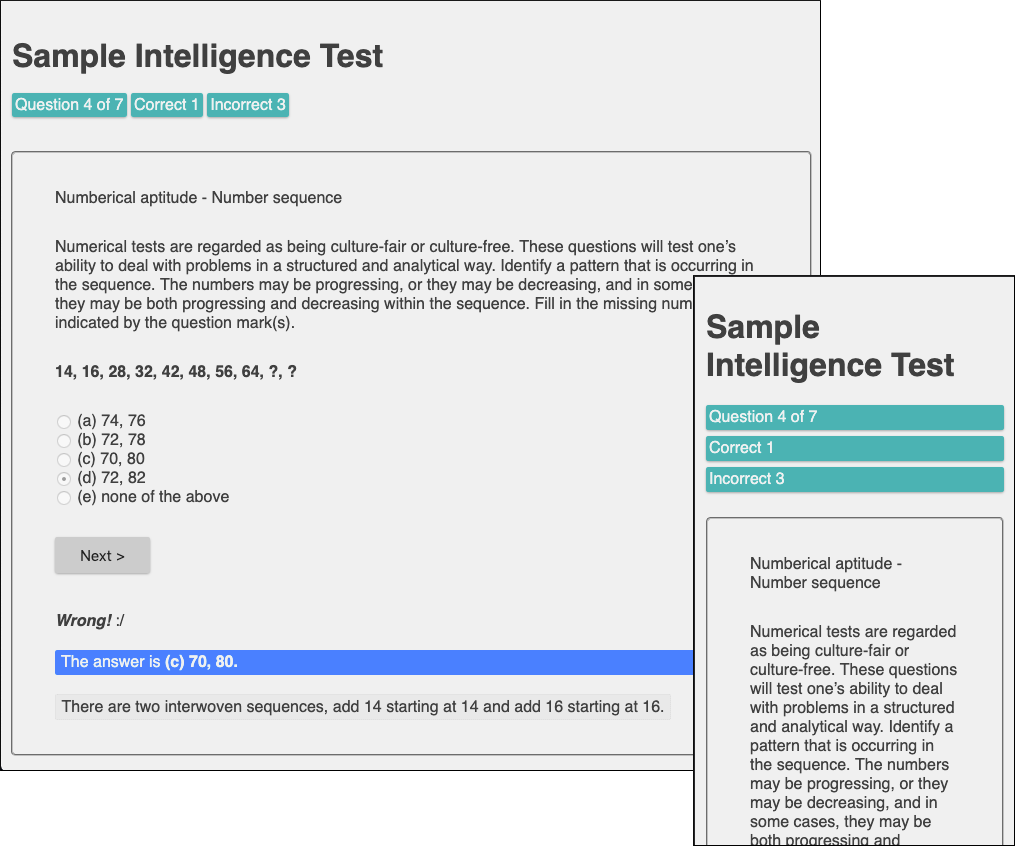 Sample Intelligence Test
Question 4 of 7 Correct 1 Incorrect 3
Numberical aptitude - Number sequence
Numerical tests are regarded as being culture-fair or culture-free. These questions will test one’s
ability to deal with problems in a structured and analytical way. Identify a pattern that is occurring in
the sequence. The numbers may be progressing, or they may be decreasing, and in some
they may be both progressing and decreasing within the sequence. Fill in the missing num
indicated by the question mark(s).
14, 16, 28, 32, 42, 48, 56, 64, ?, ?
(a) 74, 76
(b) 72, 78
(c) 70, 80
(d) 72, 82
(e) none of the above
Next >
Wrong! :/
The answer is (c) 70, 80.
There are two interwoven sequences, add 14 starting at 14 and add 16 starting at 16.
Sample
Intelligence Test
Question 4 of 7
Correct 1
Incorrect 3
Numberical aptitude -
Number sequence
Numerical tests are regarded
as being culture-fair or
culture-free. These questions
will test one’s ability to deal
with problems in a structured
and analytical way. Identify a
pattern that is occurring in
the sequence. The numbers
may be progressing, or they
may be decreasing, and in
some cases, they may be
both progressing and